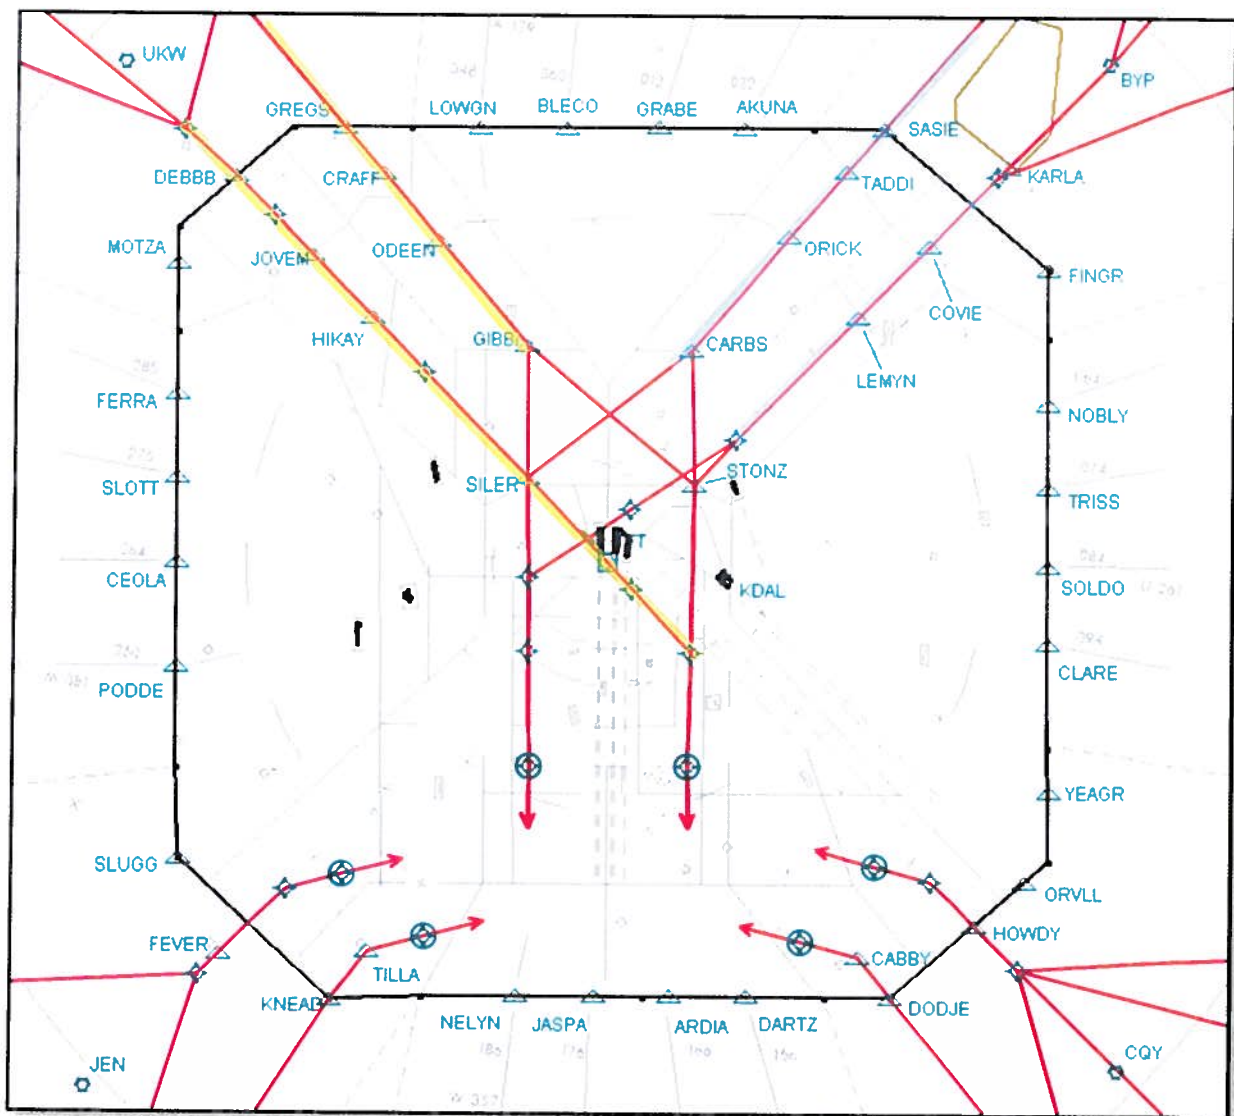 UKW
BYP
GREGS
LOWGN
BLECO
GRABE
AKUNA
SASIE
DEBBB
CRAFF
TADDI
KARLA
MOTZA
JOVEM
ODEEN
ORICK
FINGR
HIKAY
GIBBI
CARBS
COVIE
LEMYN
FERRA
NOBLY
SLOTT
SILER
STONZ
TRISS
CEOLA
KDAL
SOLDO
PODDE
CLARE
YEAGR
SLUGG
ORVLL
FEVER
TILLA
CABBY
HOWDY
KNEAD
NELYN
JASPA
ARDIA
DARTZ
DODJE
JEN
CQY